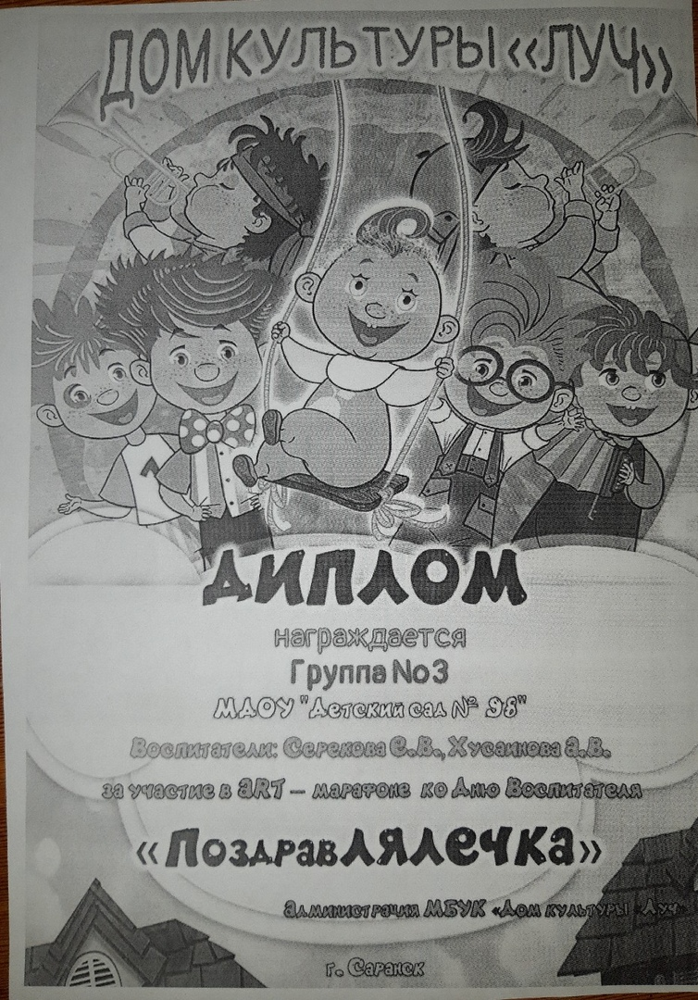 ДОМ КУЛЬТУРЫ «ЛУЧ»
ДИПЛОМ
награждается
Группа No3
МДОУ "Детский сад № 98"
Воспитатели: Серекова Е.В., Хусаинова Э.В.
за участие в ART – марафоне ко Дню Воспитателя
«ПоздравЛЯЛЕЧКА»
Администрация МБУК «Дом культуры «Луч»
г. Саранск